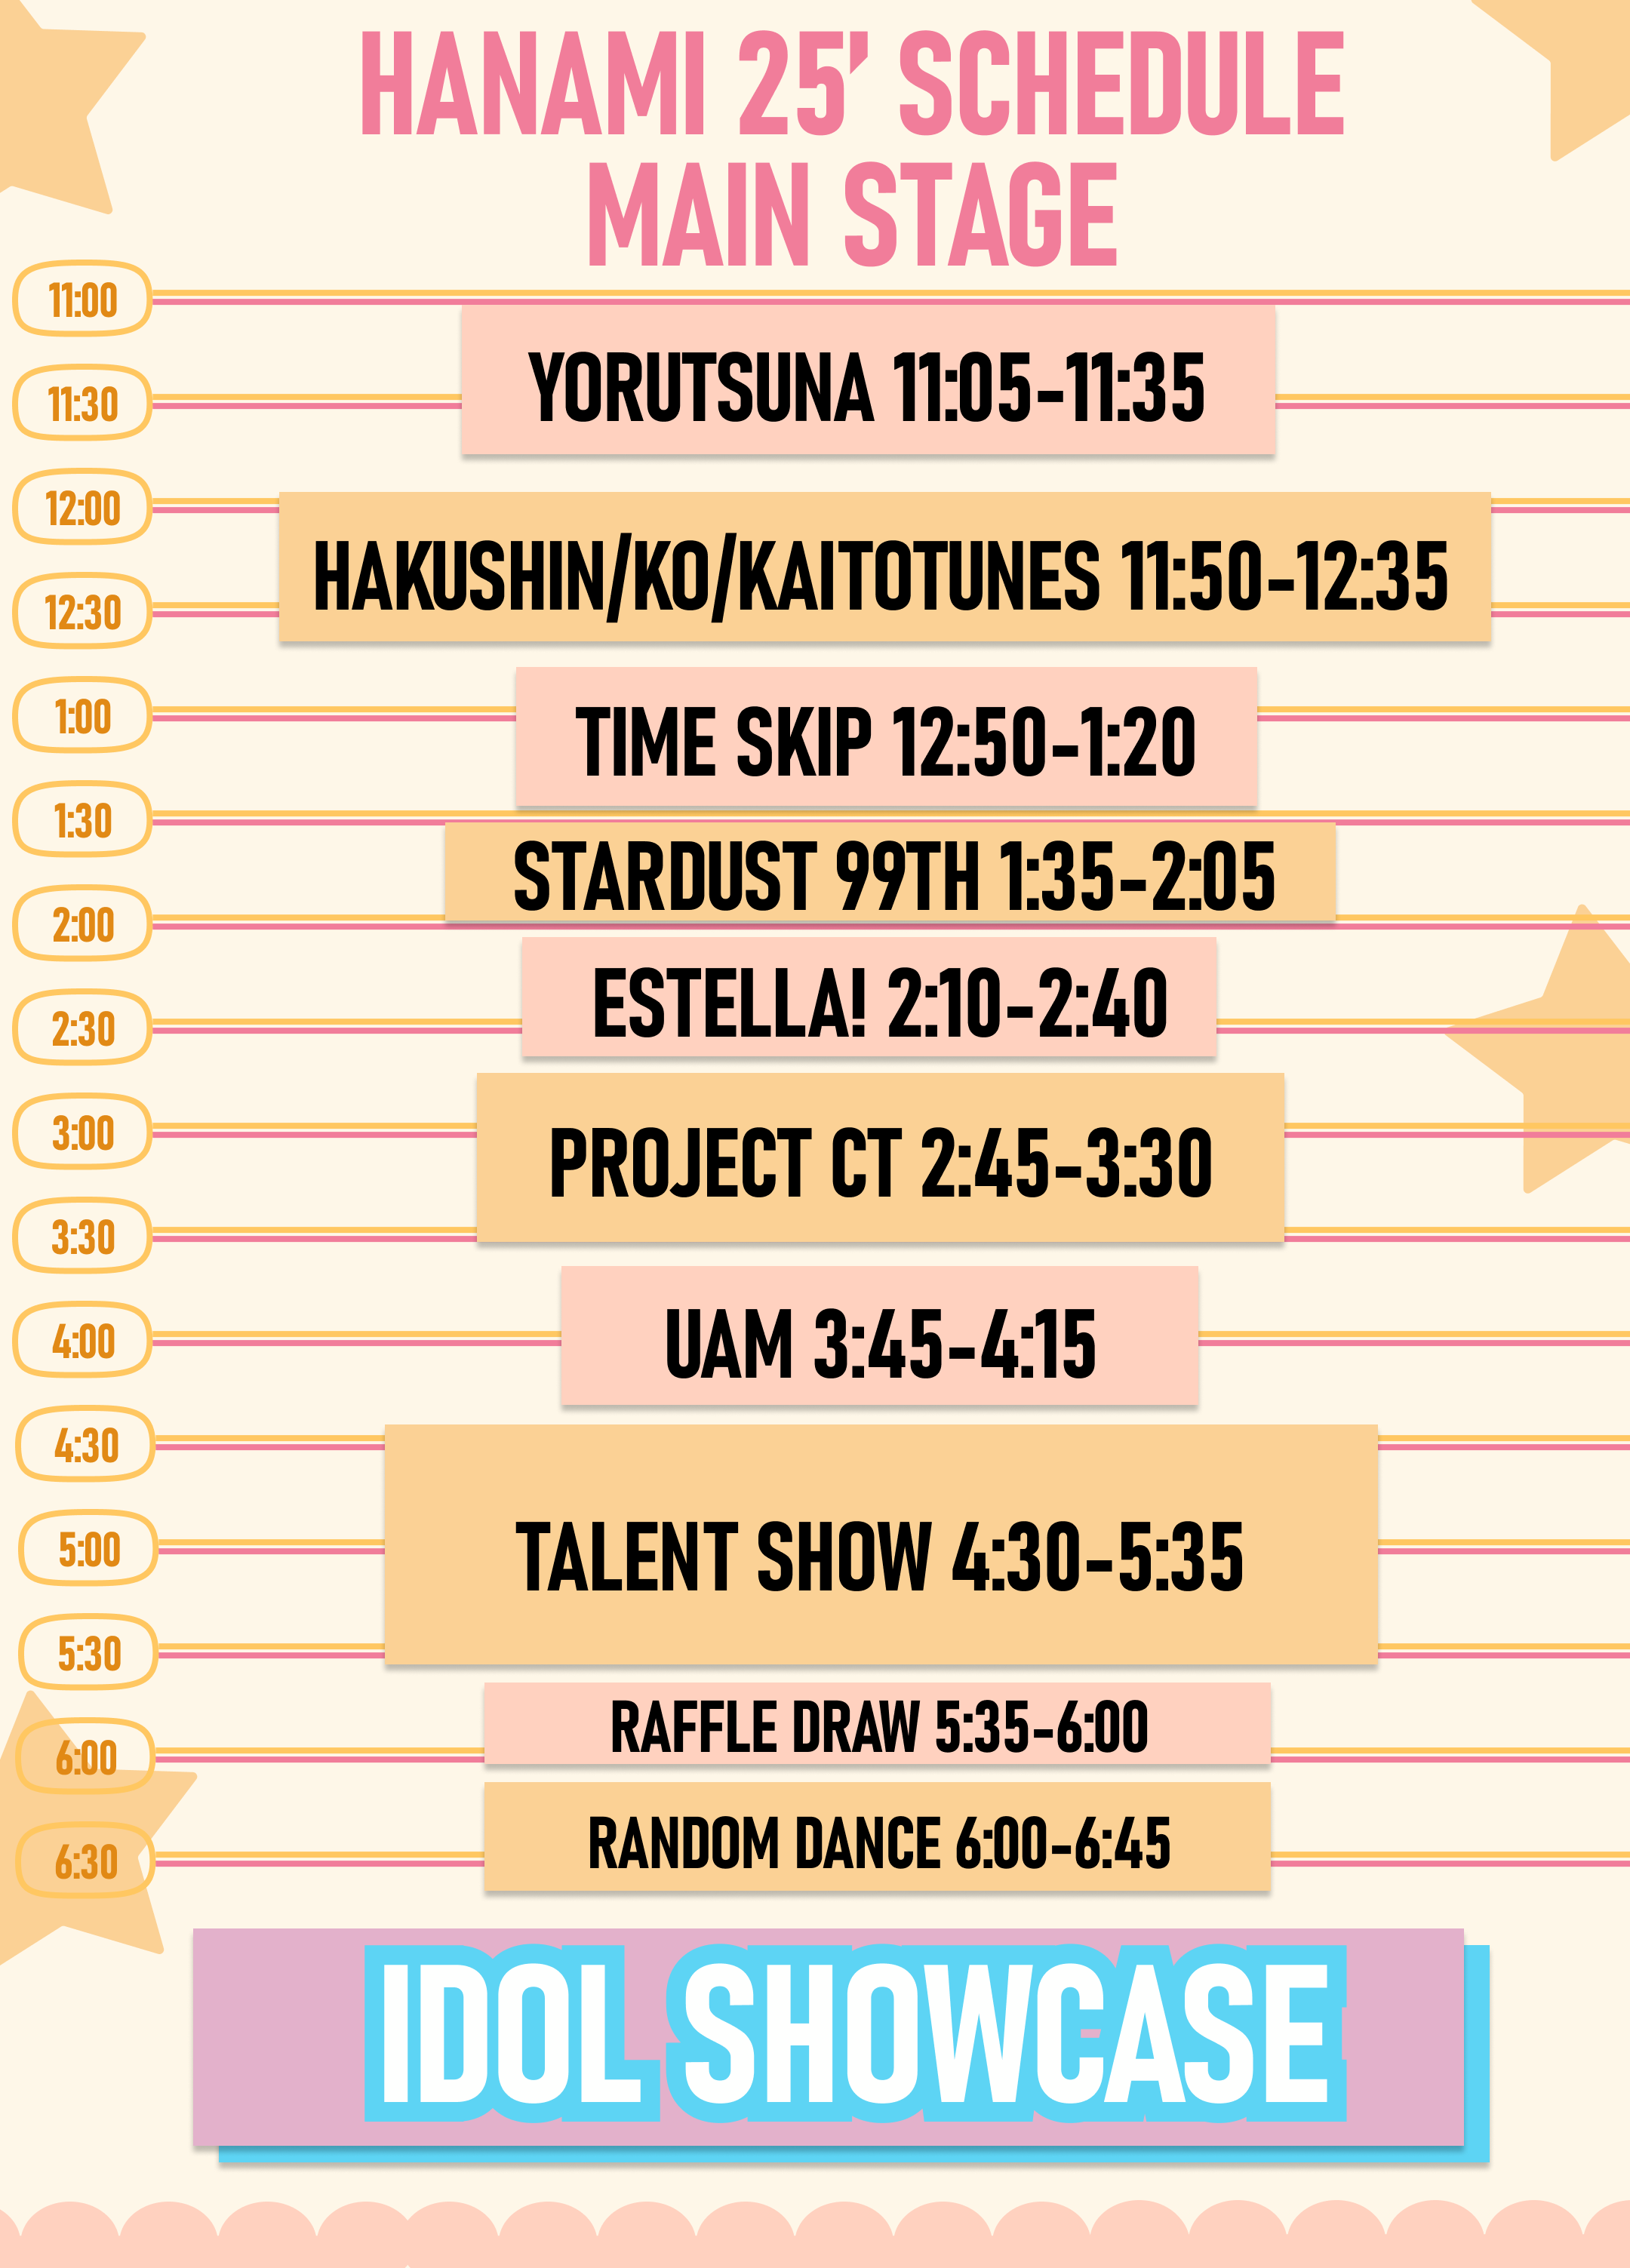 HANAMI 25' SCHEDULE
MAIN STAGE
11:00
YORUTSUNA 11:05-11:35
11:30
12:00
HAKUSHIN/KO/KAITOTUNES 11:50-12:35
12:30
1:00
TIME SKIP 12:50-1:20
1:30
STARDUST 99TH 1:35-2:05
2:00
ESTELLA! 2:10-2:40
2:30
3:00
PROJECT CT 2:45-3:30
3:30
4:00
UAM 3:45-4:15
4:30
5:00
TALENT SHOW 4:30-5:35
5:30
RAFFLE DRAW 5:35-6:00
6:00
RANDOM DANCE 6:00-6:45
6:30
IDOL SHOWCASE